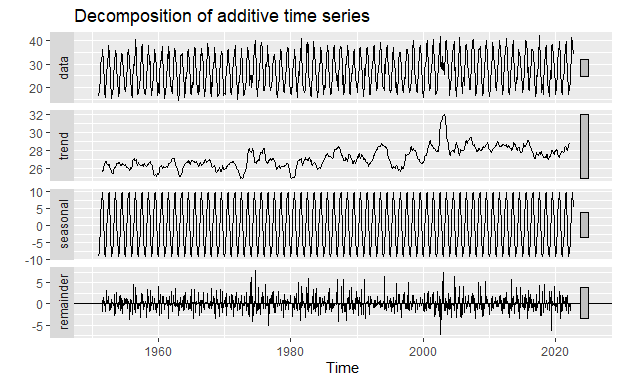 Decomposition of additive time series
data
40
30
20
trend
32
30
28
26
seasonal
10
5
0
-5
-10
remainder
5
0
-5
1960 1980 2000 2020
Time